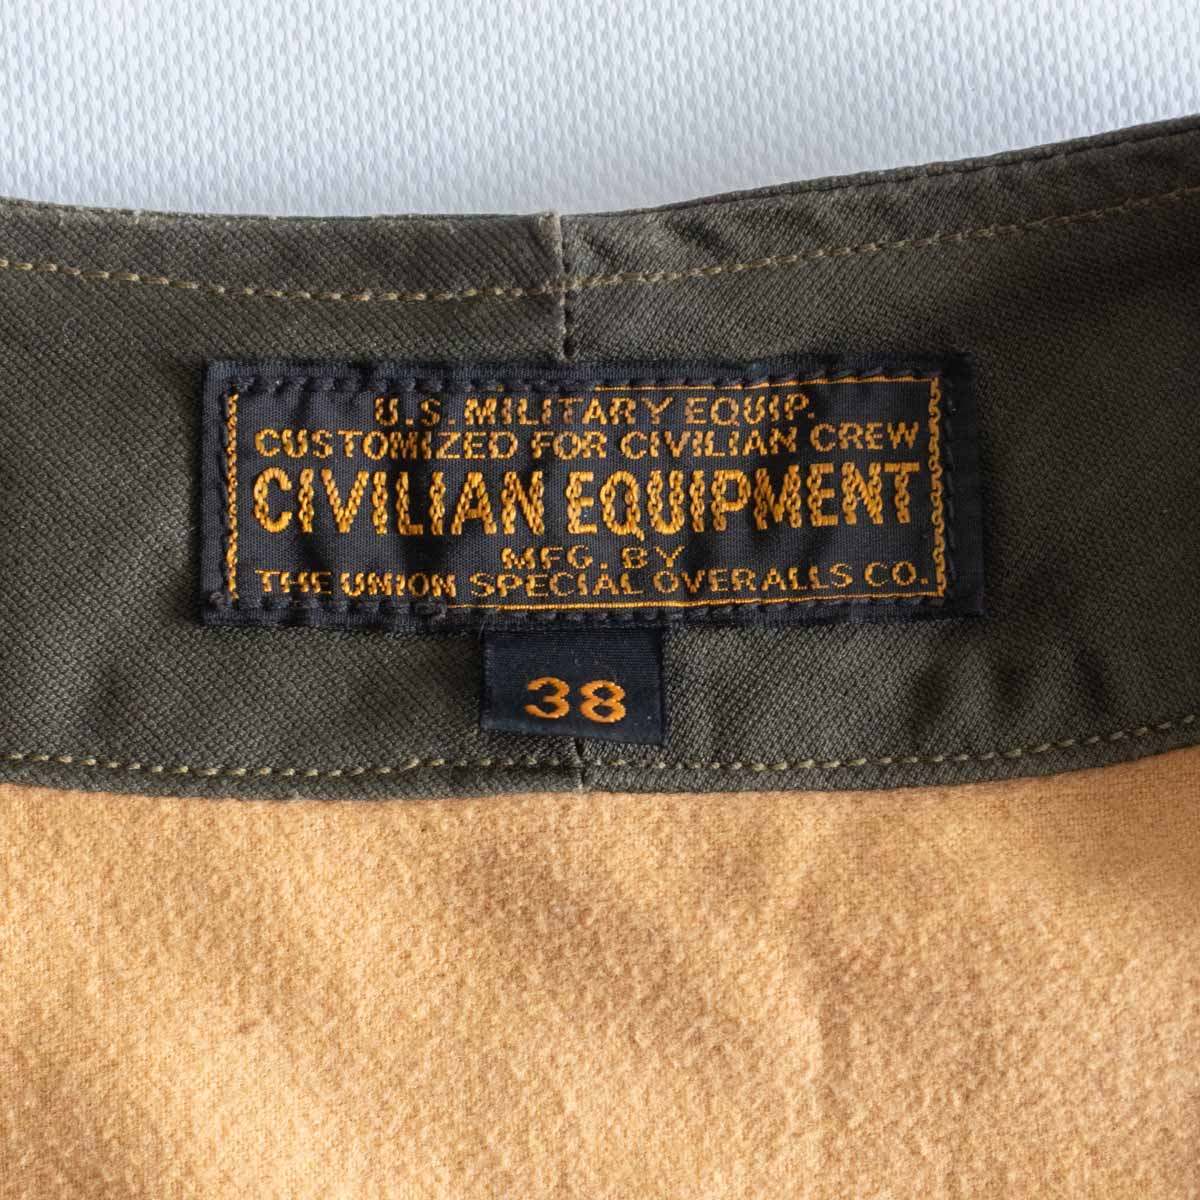 U.S. MILITARY EQUIP.
CUSTOMIZED FOR CIVILIAN CREW
CIVILIAN EQUIPMENT
MFG. BY
THE UNION SPECIAL OVERALLS CO.
38